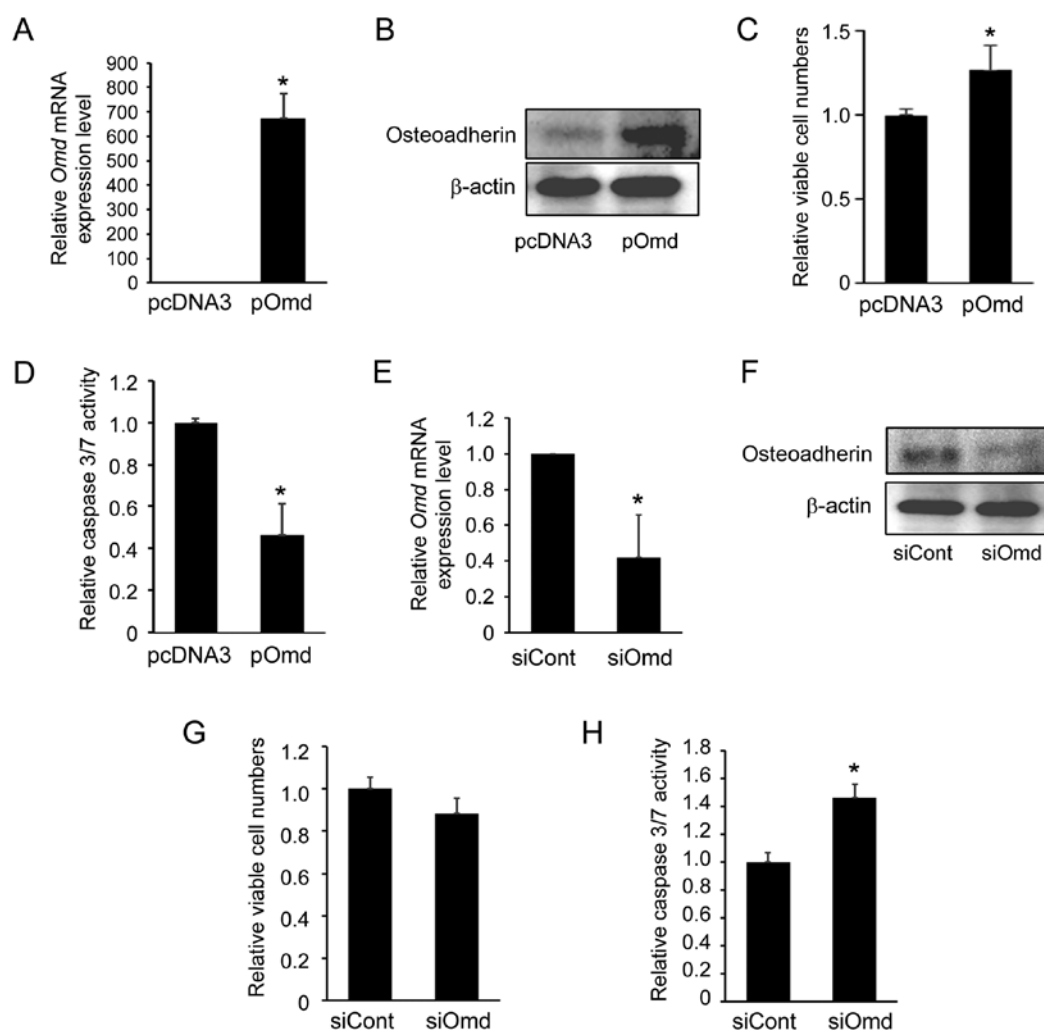 A
Relative Omd mRNA
expression level
900
800
700
600
500
400
300
200
100
0
*
pcDNA3 pOmd
B
Osteoadherin
β-actin
pcDNA3 pOmd
C
Relative viable cell numbers
1.5
1.0
0.5
0
*
pcDNA3 pOmd
D
Relative caspase 3/7 activity
1.2
1.0
0.8
0.6
0.4
0.2
0
*
pcDNA3 pOmd
E
Relative Omd mRNA
expression level
1.2
1.0
0.8
0.6
0.4
0.2
0
*
siCont siOmd
F
Osteoadherin
β-actin
siCont siOmd
G
Relative viable cell numbers
1.2
1.0
0.8
0.6
0.4
0.2
0
siCont siOmd
H
Relative caspase 3/7 activity
1.8
1.6
1.4
1.2
1.0
0.8
0.6
0.4
0.2
0
*
siCont siOmd